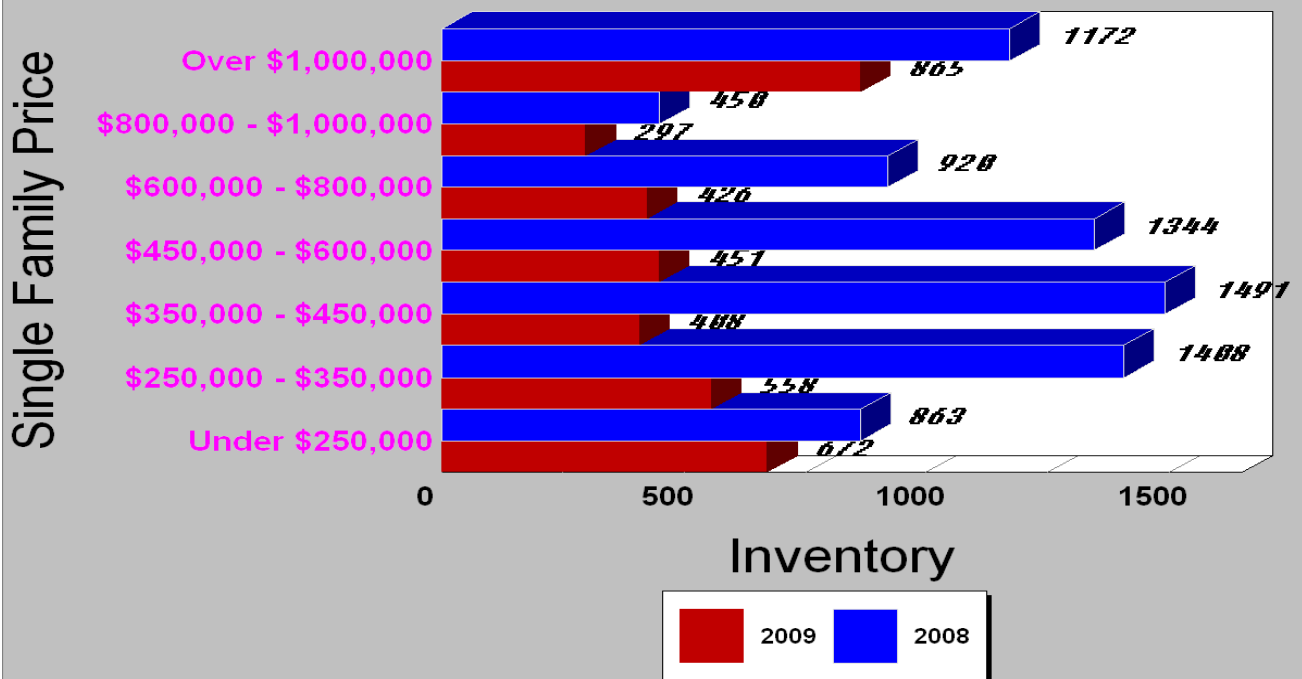 Single Family Price
1172
Over $1,000,000
865
450
$800,000 - $1,000,000
297
920
$600,000 - $800,000
426
1344
$450,000 - $600,000
451
1491
$350,000 - $450,000
408
1408
$250,000 - $350,000
558
863
Under $250,000
672
0 500 1000 1500
Inventory
2009 2008